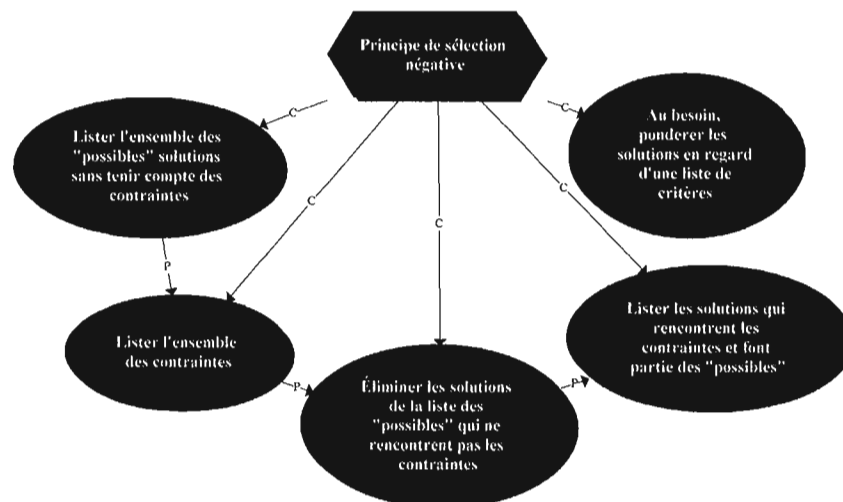 Principe de sélection
négative
C
C
Lister l'ensemble des
"possibles" solutions
sans tenir compte des
contraintes
Au besoin,
ponderer les
solutions en regard
d'une liste de
critères
C
C
C
P
Lister l'ensemble
des contraintes
Lister les solutions qui
rencontrent les
contraintes et font
partie des "possibles"
P
P
Éliminer les solutions
de la liste des
"possibles" qui ne
rencontrent pas les
contraintes